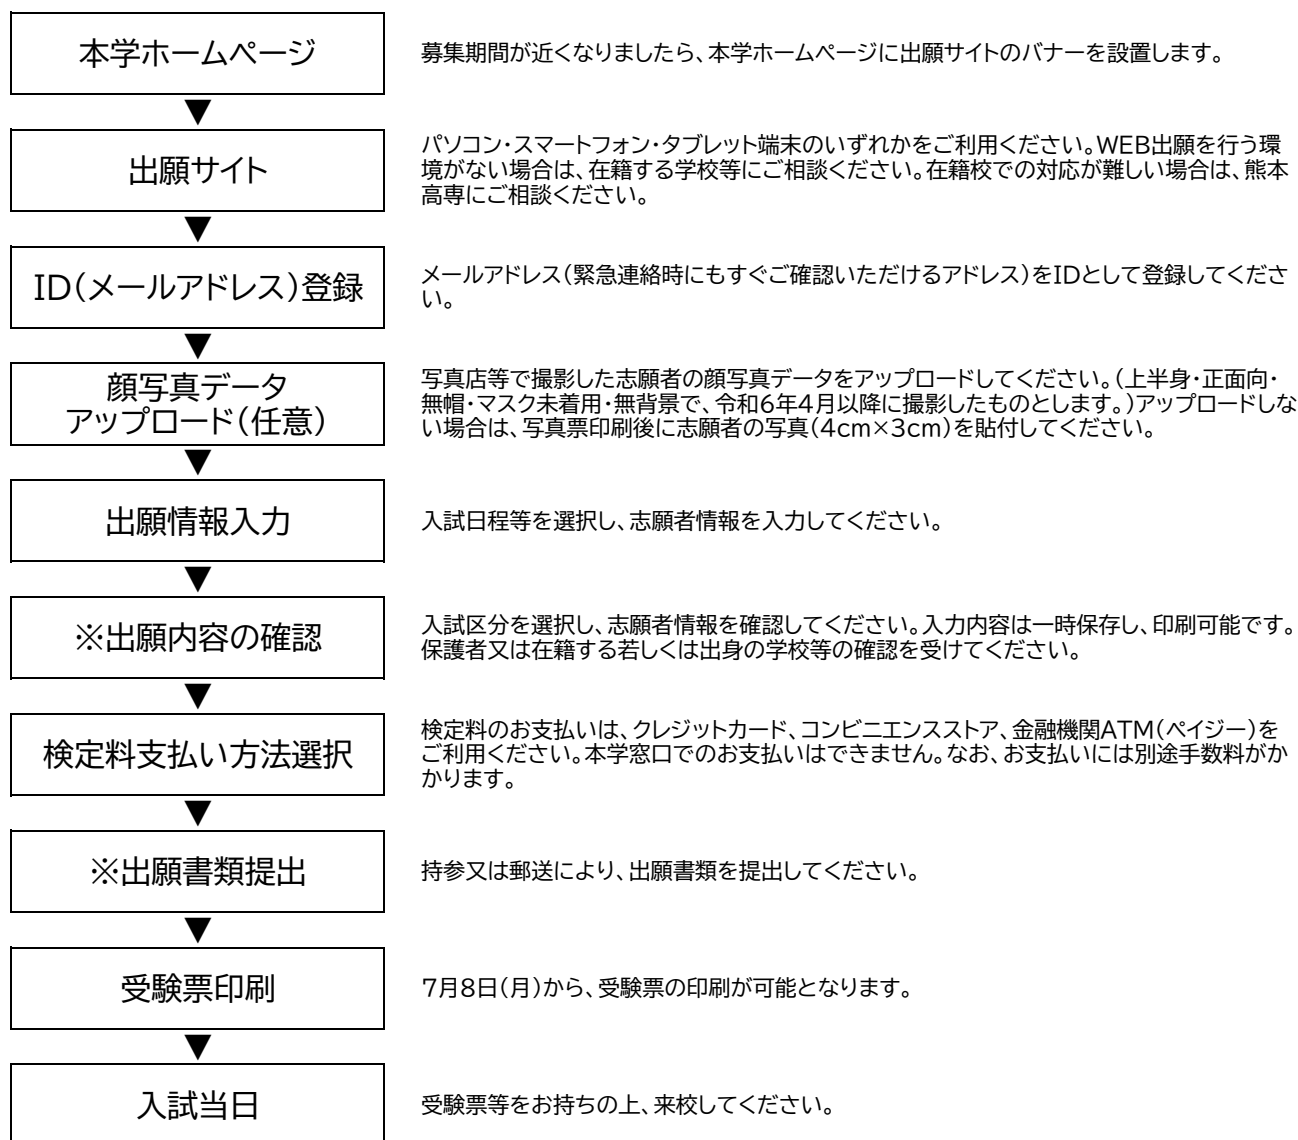 本学ホームページ
募集期間が近くなりましたら、本学ホームページに出願サイトのバナーを設置します。
▼
出願サイト
パソコン・スマートフォン・タブレット端末のいずれかをご利用ください。WEB出願を行う環
境がない場合は、在籍する学校等にご相談ください。在籍校での対応が難しい場合は、熊本
高専にご相談ください。
▼
ID(メールアドレス)登録
メールアドレス(緊急連絡時にもすぐご確認いただけるアドレス)をIDとして登録してくださ
い。
▼
顔写真データ
アップロード(任意)
写真店等で撮影した志願者の顔写真データをアップロードしてください。(上半身・正面向・
無帽・マスク未着用・無背景で、令和6年4月以降に撮影したものとします。)アップロードしな
い場合は、写真票印刷後に志願者の写真(4cm×3cm)を貼付してください。
▼
出願情報入力
入試日程等を選択し、志願者情報を入力してください。
▼
※出願内容の確認
入試区分を選択し、志願者情報を確認してください。入力内容は一時保存し、印刷可能です。
保護者又は在籍する若しくは出身の学校等の確認を受けてください。
▼
検定料支払い方法選択
検定料のお支払いは、クレジットカード、コンビニエンスストア、金融機関ATM(ペイジー)を
ご利用ください。本学窓口でのお支払いはできません。なお、お支払いには別途手数料がか
かります。
▼
※出願書類提出
持参又は郵送により、出願書類を提出してください。
▼
受験票印刷
7月8日(月)から、受験票の印刷が可能となります。
▼
入試当日
受験票等をお持ちの上、来校してください。